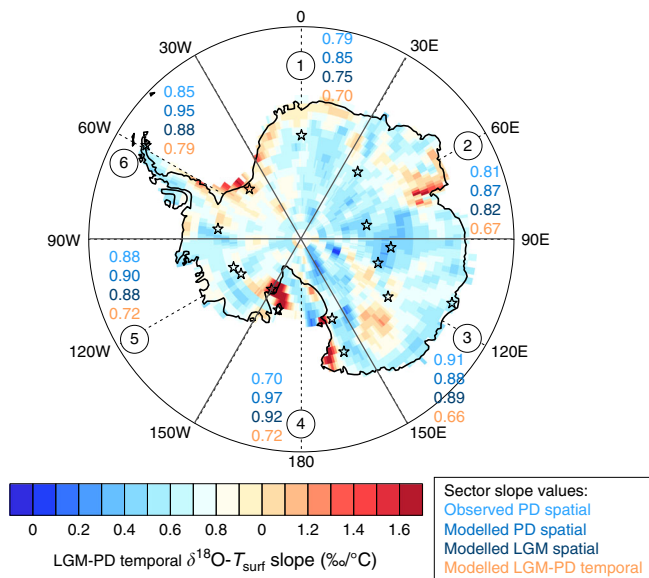 0
30W
30E
1
0.79
0.85
0.75
0.70
0.85
0.95
0.88
0.79
60W
60E
6
2
0.81
0.87
0.82
0.67
90W
90E
0.88
0.90
0.88
0.72
5
3
120W
120E
0.91
0.88
0.89
0.66
0.70
0.97
0.92
0.72
4
150W
150E
180
0 0.2 0.4 0.6 0.8 0 1.2 1.4 1.6
LGM-PD temporal δ¹⁸O-Tsurf slope (‰/°C)
Sector slope values:
Observed PD spatial
Modelled PD spatial
Modelled LGM spatial
Modelled LGM-PD temporal